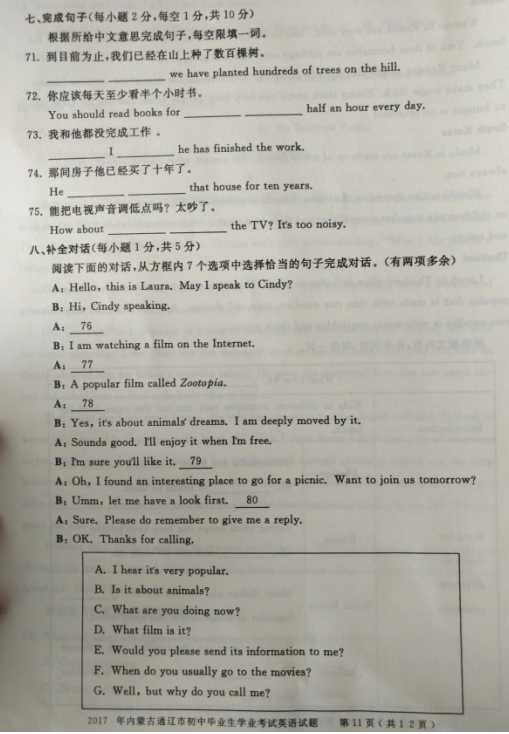 七、完成句子(每小题2分,每空1分,共10分)
根据所给中文意思完成句子,每空限填一词。
71. 到目前为止,我们已经在山上种了数百棵树。
________ ________ we have planted hundreds of trees on the hill.
72. 你应该每天至少看半个小时书。
You should read books for ________ ________ half an hour every day.
73. 我和他都没完成工作 。
________ I ________ he has finished the work.
74. 那间房子他已经买了十年了。
He ________ ________ that house for ten years.
75. 能把电视声音调低点吗?太吵了。
How about ________ ________ the TV? It's too noisy.
八、补全对话(每小题1分,共5分)
阅读下面的对话,从方框内7个选项中选择恰当的句子完成对话。(有两项多余)
A: Hello, this is Laura. May I speak to Cindy?
B: Hi, Cindy speaking.
A: 76
B: I am watching a film on the Internet.
A: 77
B: A popular film called Zootopia.
A: 78
B: Yes, it's about animals' dreams. I am deeply moved by it.
A: Sounds good. I'll enjoy it when I'm free.
B: I'm sure you'll like it. 79
A: Oh, I found an interesting place to go for a picnic. Want to join us tomorrow?
B: Umm, let me have a look first. 80
A: Sure. Please do remember to give me a reply.
B: OK. Thanks for calling.
A. I hear it's very popular.
B. Is it about animals?
C. What are you doing now?
D. What film is it?
E. Would you please send its information to me?
F. When do you usually go to the movies?
G. Well, but why do you call me?
2017 年内蒙古通辽市初中毕业生学业考试英语试题 第11页(共12页)